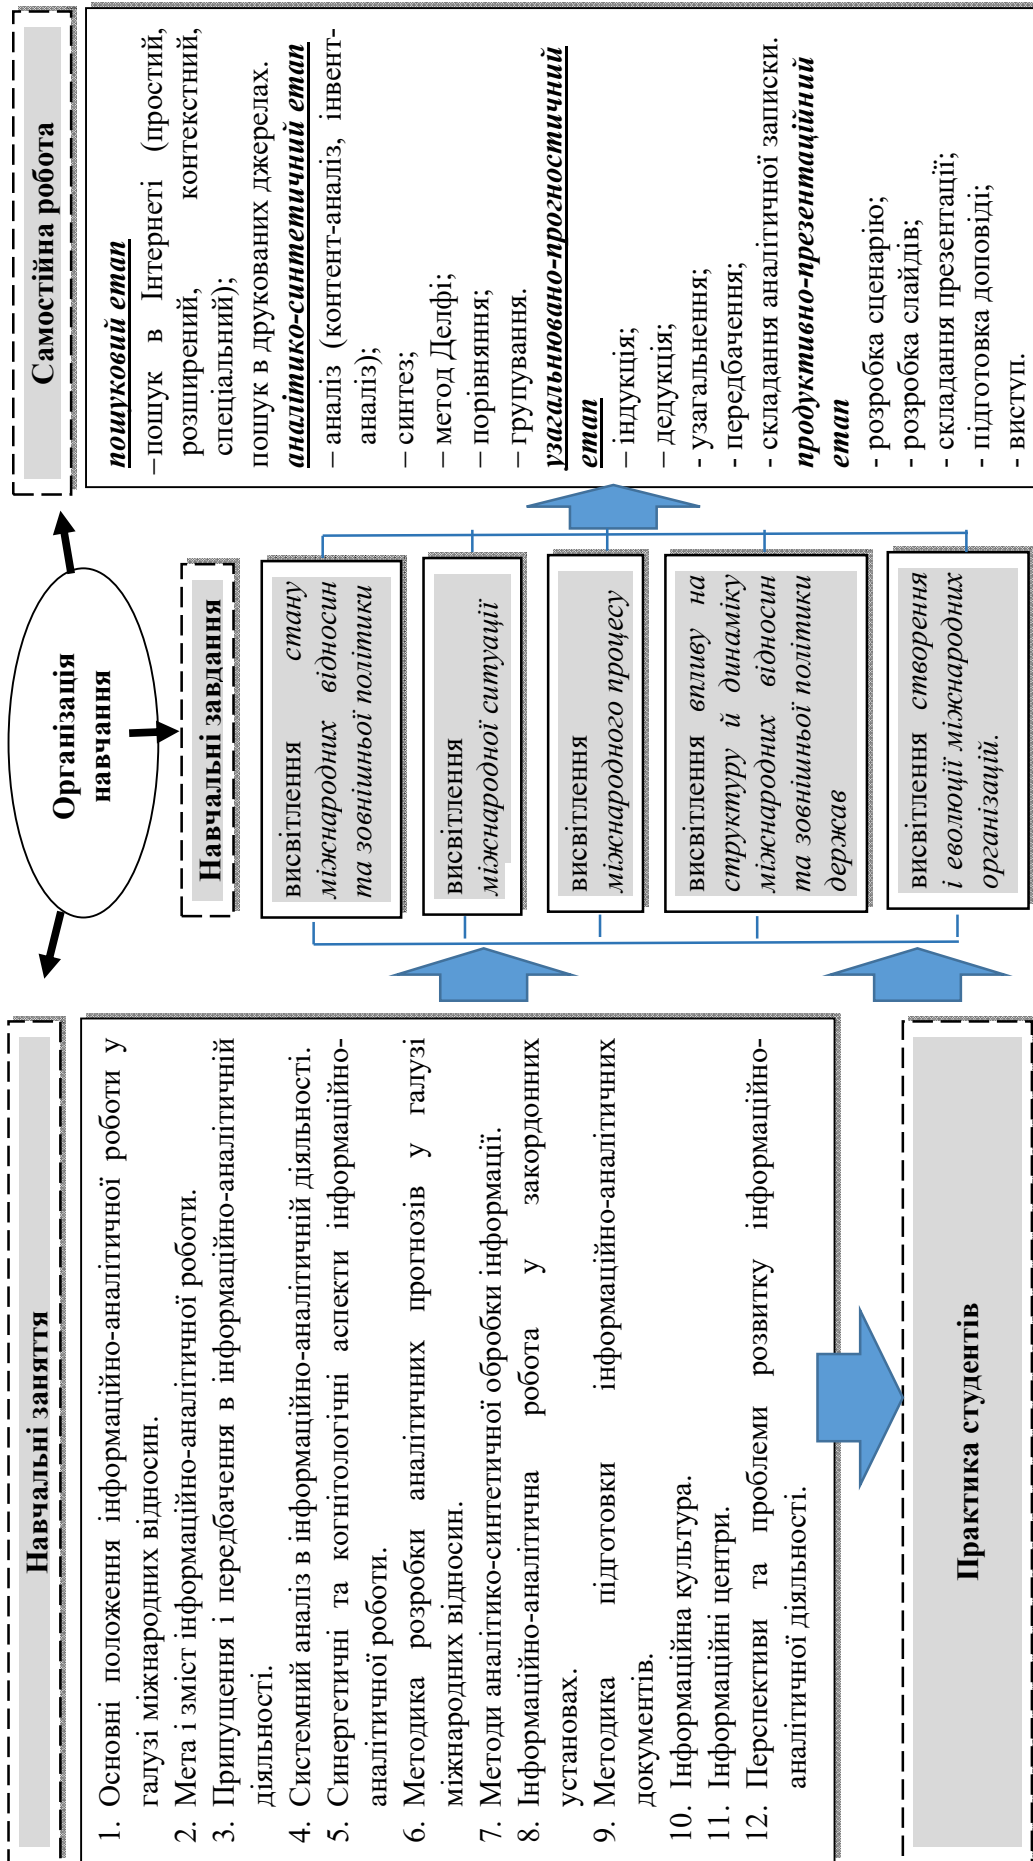 Організація
навчання
Навчальні заняття
1. Основні положення інформаційно-аналітичної роботи у
галузі міжнародних відносин.
2. Мета і зміст інформаційно-аналітичної роботи.
3. Припущення і передбачення в інформаційно-аналітичній
діяльності.
4. Системний аналіз в інформаційно-аналітичній діяльності.
5. Синергетичні та когнітологічні аспекти інформаційно-
аналітичної роботи.
6. Методика розробки аналітичних прогнозів у галузі
міжнародних відносин.
7. Методи аналітико-синтетичної обробки інформації.
8. Інформаційно-аналітична робота у закордонних
установах.
9. Методика підготовки інформаційно-аналітичних
документів.
10. Інформаційна культура.
11. Інформаційні центри.
12. Перспективи та проблеми розвитку інформаційно-
аналітичної діяльності.
Практика студентів
Навчальні завдання
висвітлення стану
міжнародних відносин
та зовнішньої політики
висвітлення
міжнародної ситуації
висвітлення
міжнародного процесу
висвітлення впливу на
структуру й динаміку
міжнародних відносин
та зовнішньої політики
держав
висвітлення створення
і еволюції міжнародних
організацій.
Самостійна робота
пошуковий етап
–пошук в Інтернеті (простий,
розширений, контекстний,
спеціальний);
пошук в друкованих джерелах.
аналітико-синтетичний етап
– аналіз (контент-аналіз, інвент-
аналіз);
– синтез;
– метод Делфі;
– порівняння;
– групування.
узагальнювано-прогностичний
етап
– індукція;
– дедукція;
- узагальнення;
- передбачення;
- складання аналітичної записки.
продуктивно-презентаційний
етап
- розробка сценарію;
- розробка слайдів;
- складання презентації;
- підготовка доповіді;
- виступ.